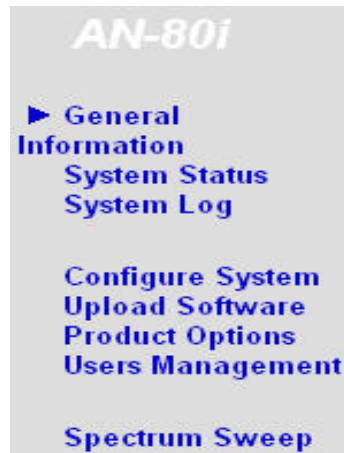 AN-80i
General
Information
System Status
System Log
Configure System
Upload Software
Product Options
Users Management
Spectrum Sweep